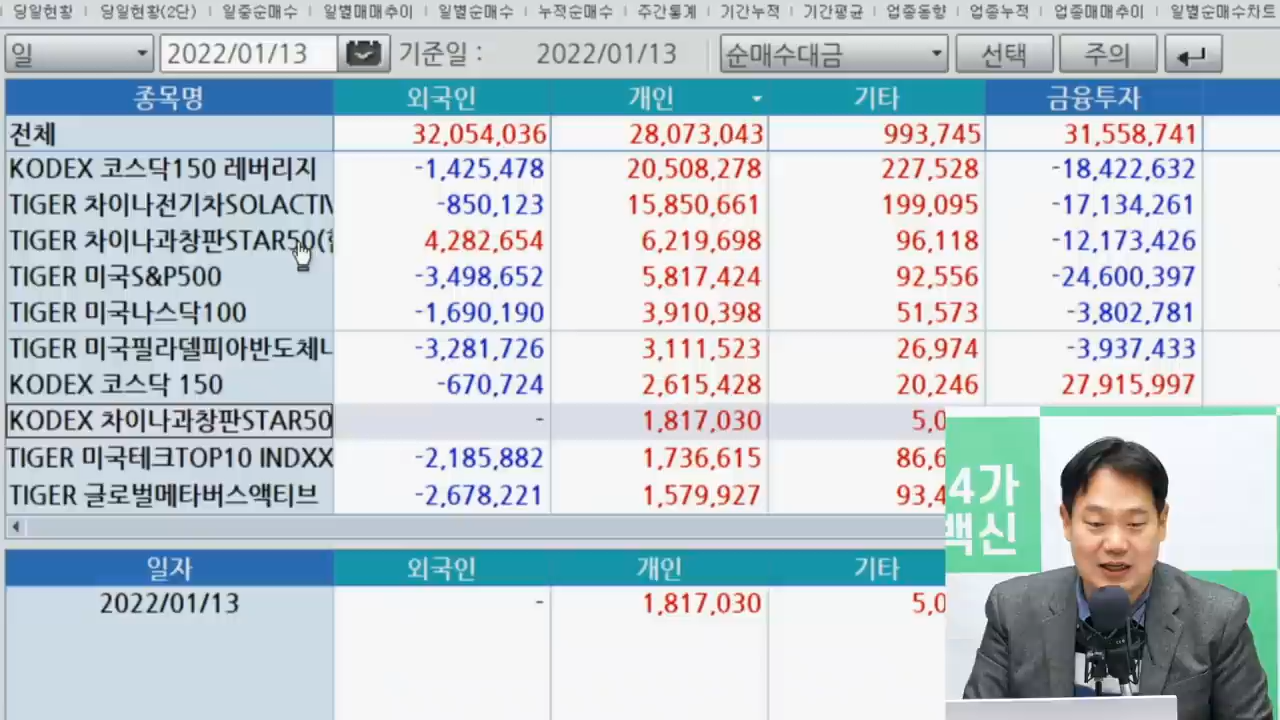 당일현황 당일현황(2단) 일중순매수 일별매매추이 일별순매수 누적순매수 주간통계 기간누적 기간평균 업종동향 업종누적 업종매매추이 일별순매수차트
일 2022/01/13 기준일 : 2022/01/13 순매수대금 선택 주의
종목명 외국인 개인 기타 금융투자
전체 32,054,036 28,073,043 993,745 31,558,741
KODEX 코스닥150 레버리지 -1,425,478 20,508,278 227,528 -18,422,632
TIGER 차이나전기차SOLACTIV -850,123 15,850,661 199,095 -17,134,261
TIGER 차이나과창판STAR50( 4,282,654 6,219,698 96,118 -12,173,426
TIGER 미국S&P500 -3,498,652 5,817,424 92,556 -24,600,397
TIGER 미국나스닥100 -1,690,190 3,910,398 51,573 -3,802,781
TIGER 미국필라델피아반도체나 -3,281,726 3,111,523 26,974 -3,937,433
KODEX 코스닥 150 -670,724 2,615,428 20,246 27,915,997
KODEX 차이나과창판STAR50 - 1,817,030 5,0
TIGER 미국테크TOP10 INDXX -2,185,882 1,736,615 86,6
TIGER 글로벌메타버스액티브 -2,678,221 1,579,927 93,4
일자 외국인 개인 기타
2022/01/13 - 1,817,030 5,0
4가
백신